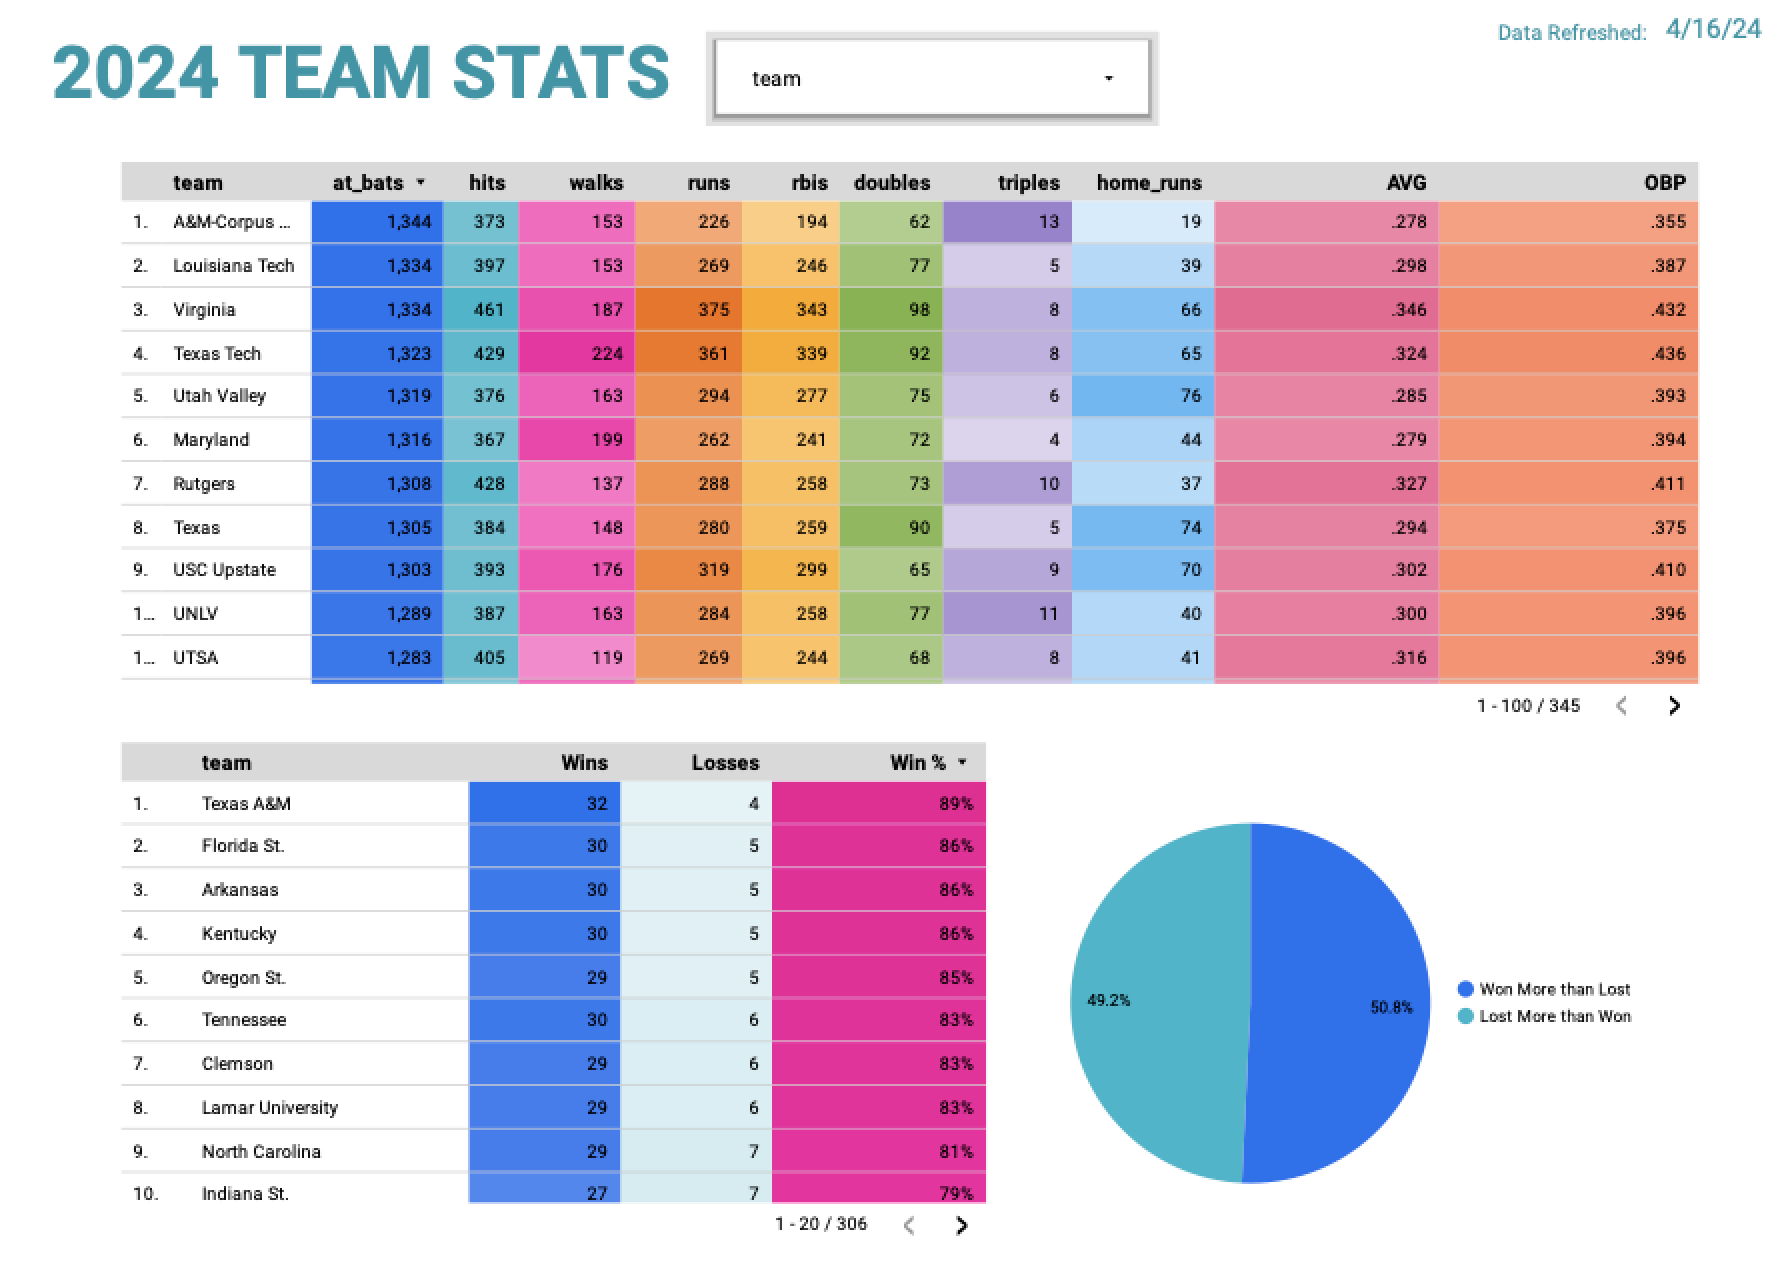 Data Refreshed: 4/16/24
2024 TEAM STATS
team
team at_bats hits walks runs rbis doubles triples home_runs AVG OBP
1. A&M-Corpus ... 1,344 373 153 226 194 62 13 19 .278 .355
2. Louisiana Tech 1,334 397 153 269 246 77 5 39 .298 .387
3. Virginia 1,334 461 187 375 343 98 8 66 .346 .432
4. Texas Tech 1,323 429 224 361 339 92 8 65 .324 .436
5. Utah Valley 1,319 376 163 294 277 75 6 76 .285 .393
6. Maryland 1,316 367 199 262 241 72 4 44 .279 .394
7. Rutgers 1,308 428 137 288 258 73 10 37 .327 .411
8. Texas 1,305 384 148 280 259 90 5 74 .294 .375
9. USC Upstate 1,303 393 176 319 299 65 9 70 .302 .410
1... UNLV 1,289 387 163 284 258 77 11 40 .300 .396
1... UTSA 1,283 405 119 269 244 68 8 41 .316 .396
1 - 100 / 345
team Wins Losses Win %
1. Texas A&M 32 4 89%
2. Florida St. 30 5 86%
3. Arkansas 30 5 86%
4. Kentucky 30 5 86%
5. Oregon St. 29 5 85%
6. Tennessee 30 6 83%
7. Clemson 29 6 83%
8. Lamar University 29 6 83%
9. North Carolina 29 7 81%
10. Indiana St. 27 7 79%
1 - 20 / 306
49.2%
50.8%
Won More than Lost
Lost More than Won